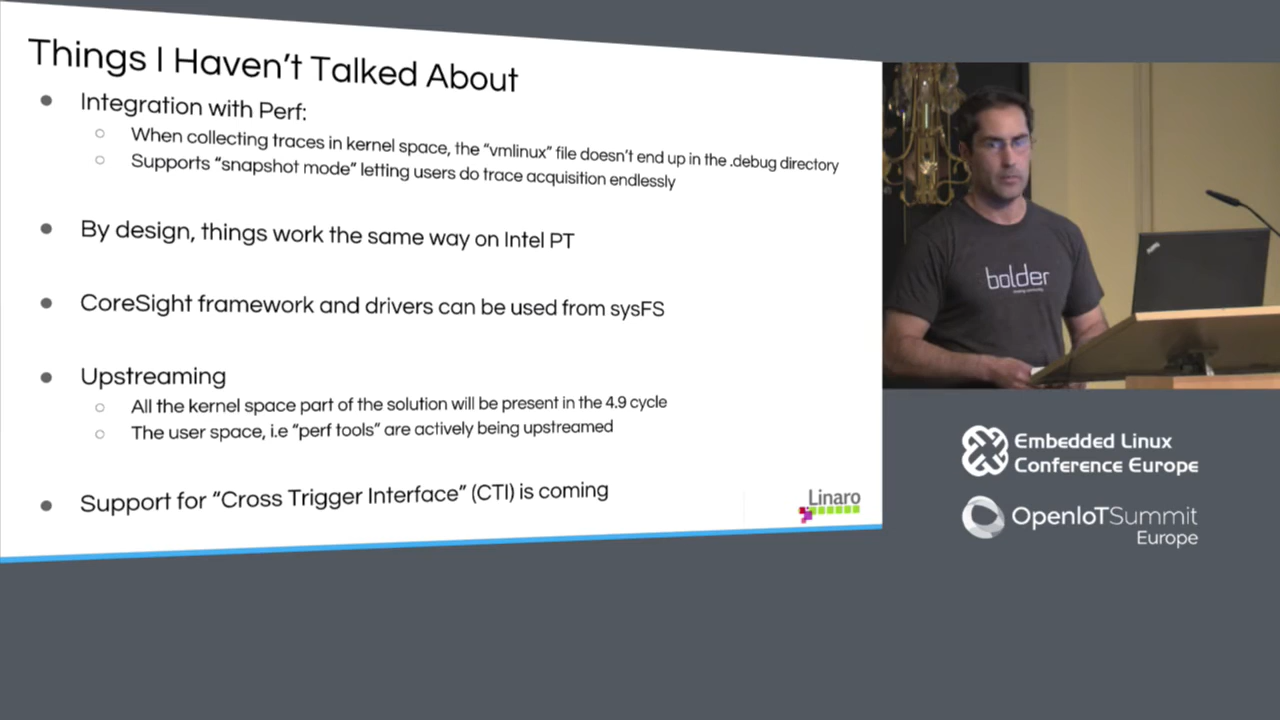 Things I Haven't Talked About
● Integration with Perf:
○ When collecting traces in kernel space, the "vmlinux" file doesn't end up in the .debug directory
○ Supports "snapshot mode" letting users do trace acquisition endlessly
● By design, things work the same way on Intel PT
● CoreSight framework and drivers can be used from sysFS
● Upstreaming
○ All the kernel space part of the solution will be present in the 4.9 cycle
○ The user space, i.e "perf tools" are actively being upstreamed
● Support for "Cross Trigger Interface" (CTI) is coming
Linaro
bolder
Embedded Linux
Conference Europe
OpenIoTSummit
Europe